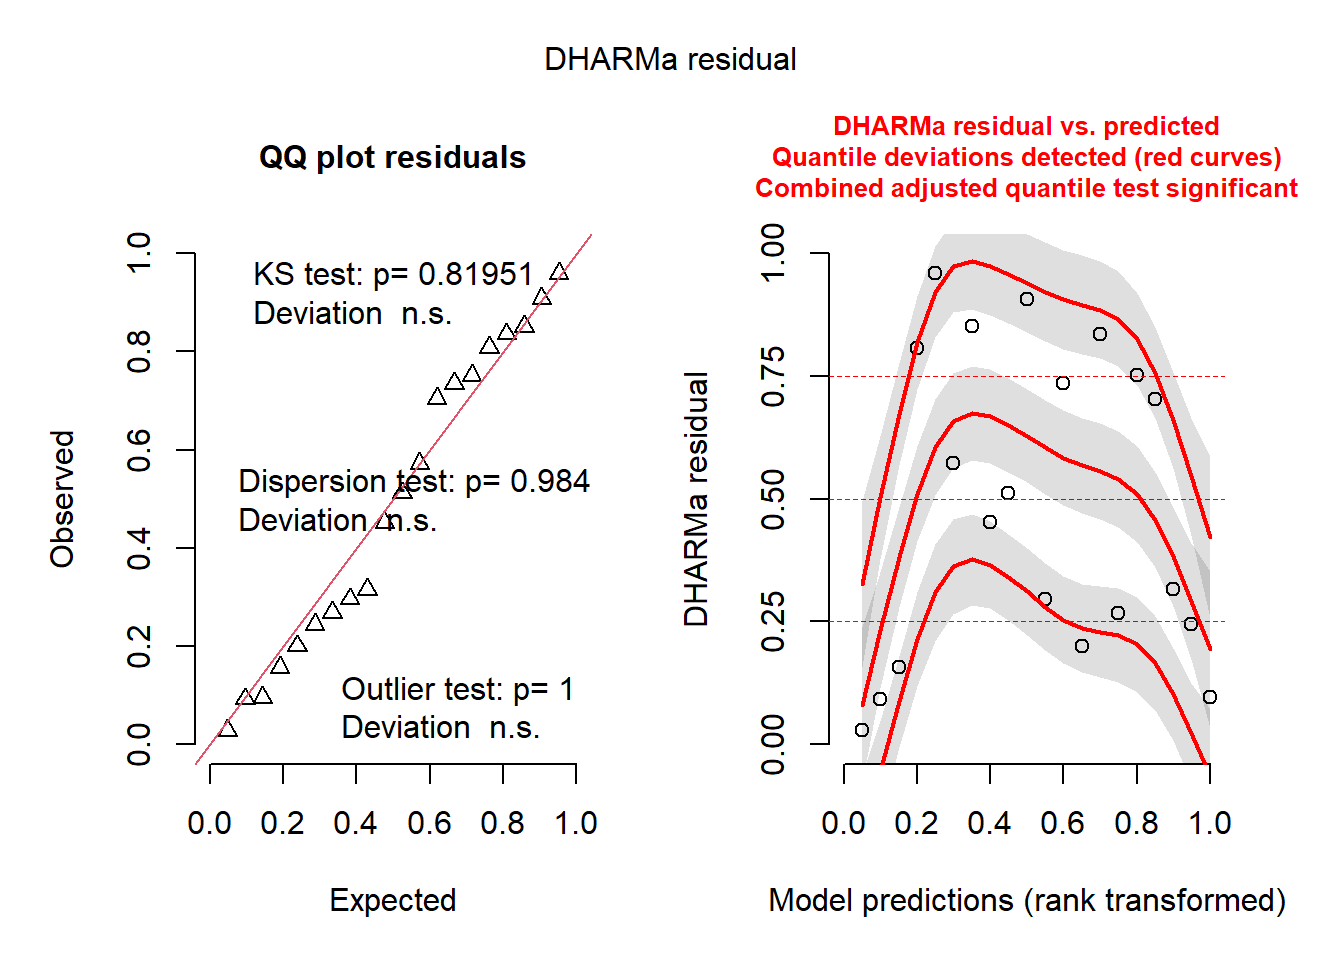 DHARMa residual
QQ plot residuals
KS test: p= 0.81951
Deviation  n.s.
Dispersion test: p= 0.984
Deviation  n.s.
Outlier test: p= 1
Deviation  n.s.
Observed
0.0
0.2
0.4
0.6
0.8
1.0
0.0 0.2 0.4 0.6 0.8 1.0
Expected
DHARMa residual vs. predicted
Quantile deviations detected (red curves)
Combined adjusted quantile test significant
DHARMa residual
0.00
0.25
0.50
0.75
1.00
0.0 0.2 0.4 0.6 0.8 1.0
Model predictions (rank transformed)